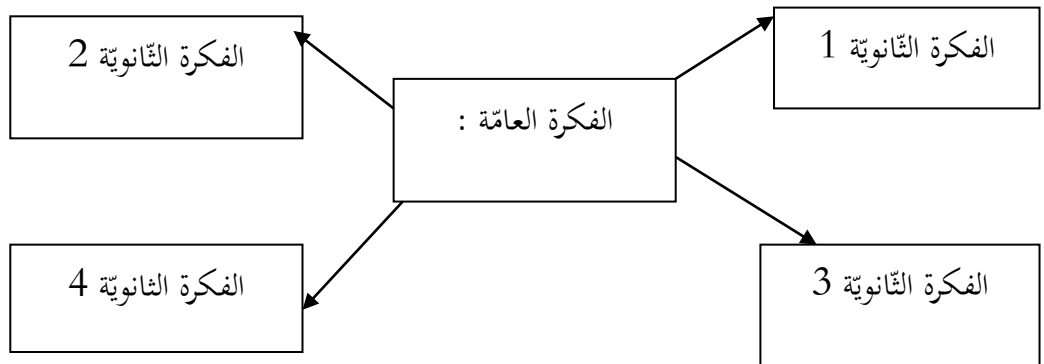 الفكرة الثّانويّة 1
الفكرة الثّانويّة 2
الفكرة العامّة :
الفكرة الثّانويّة 3
الفكرة الثانويّة 4